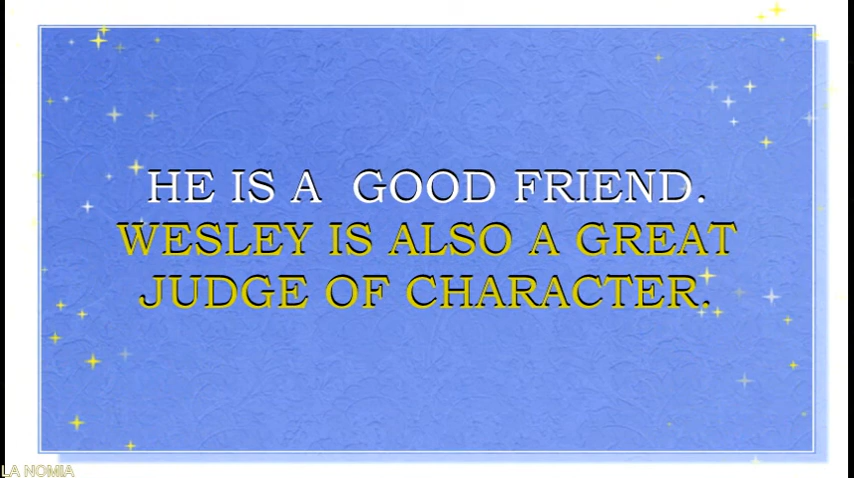 HE IS A  GOOD FRIEND.
WESLEY IS ALSO A GREAT
JUDGE OF CHARACTER.
LA NOMIA